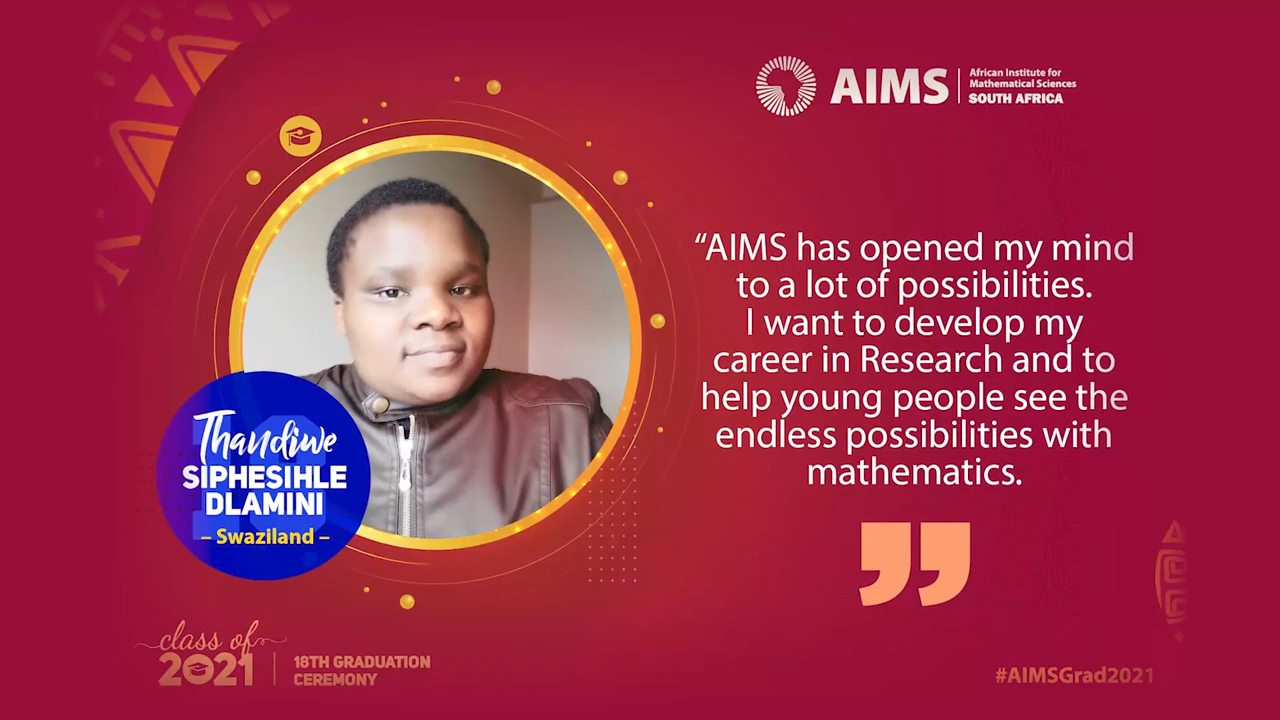 AIMS
African Institute for
Mathematical Sciences
SOUTH AFRICA
“AIMS has opened my mind
to a lot of possibilities.
I want to develop my
career in Research and to
help young people see the
endless possibilities with
mathematics.
”
Thandiwe
SIPHESIHLE
DLAMINI
– Swaziland –
class of
2021
18TH GRADUATION
CEREMONY
#AIMSGrad2021